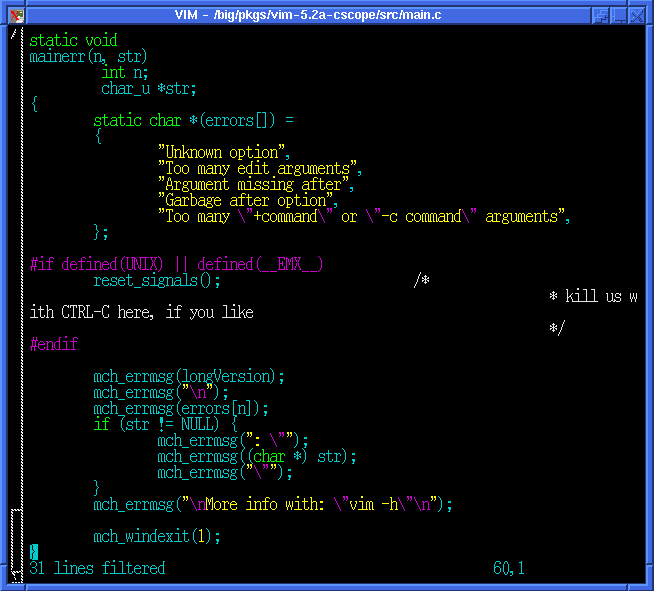 VIM - /big/pkgs/vim-5.2a-cscope/src/main.c
static void
mainerr(n, str)
         int n;
         char_u *str;
{
        static char *(errors[]) =
        {
                "Unknown option",
                "Too many edit arguments",
                "Argument missing after",
                "Garbage after option",
                "Too many \"+command\" or \"-c command\" arguments",
        };

#if defined(UNIX) || defined(__EMX__)
        reset_signals();                        /*
                                                                 * kill us w
ith CTRL-C here, if you like
                                                                 */
#endif

        mch_errmsg(longVersion);
        mch_errmsg("\n");
        mch_errmsg(errors[n]);
        if (str != NULL) {
                mch_errmsg(": \"");
                mch_errmsg((char *) str);
                mch_errmsg("\"");
        }
        mch_errmsg("\nMore info with: \"vim -h\"\n");

        mch_windexit(1);
}
31 lines filtered                                         60,1